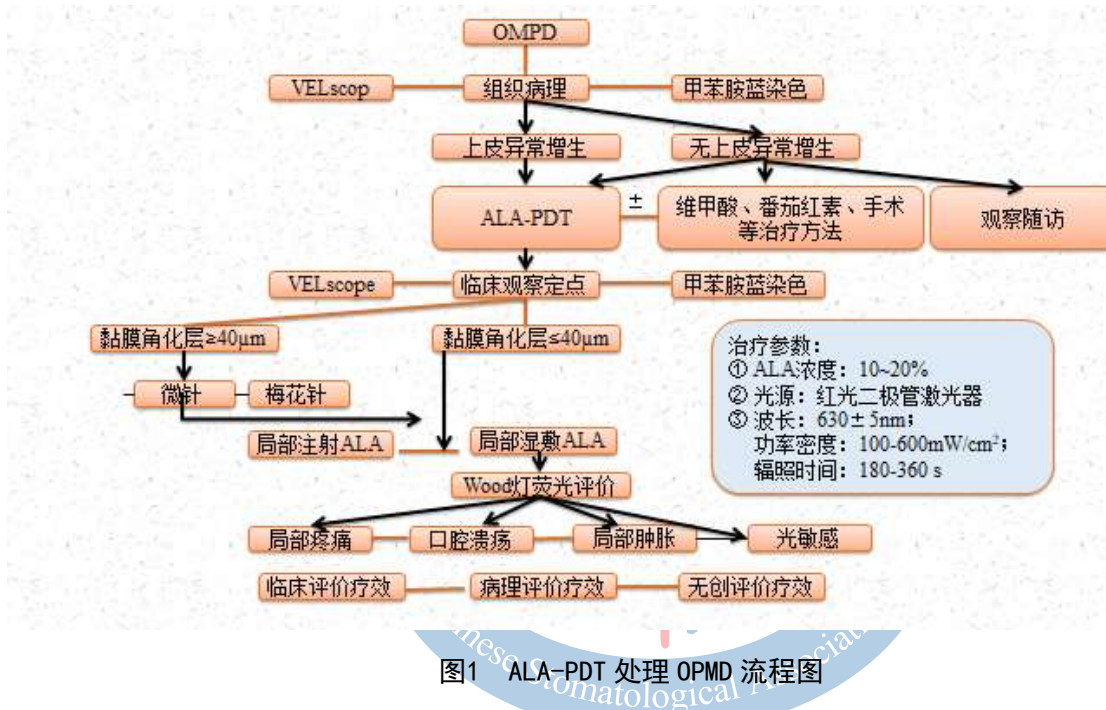 OMPD
VELscop
组织病理
甲苯胺蓝染色
上皮异常增生
无上皮异常增生
ALA-PDT
±
维甲酸、番茄红素、手术
等治疗方法
观察随访
VELscope
临床观察定点
甲苯胺蓝染色
黏膜角化层≥40μm
黏膜角化层≤40μm
微针
梅花针
局部注射ALA
局部湿敷ALA
Wood灯荧光评价
局部疼痛
口腔溃疡
局部肿胀
光敏感
临床评价疗效
病理评价疗效
无创评价疗效
治疗参数：
① ALA浓度：10~20%
② 光源：红光二极管激光器
③ 波长：630±5nm；
功率密度：100-600mW/cm²；
辐照时间：180-360 s
图1 ALA-PDT 处理 OPMD 流程图
Stomatological